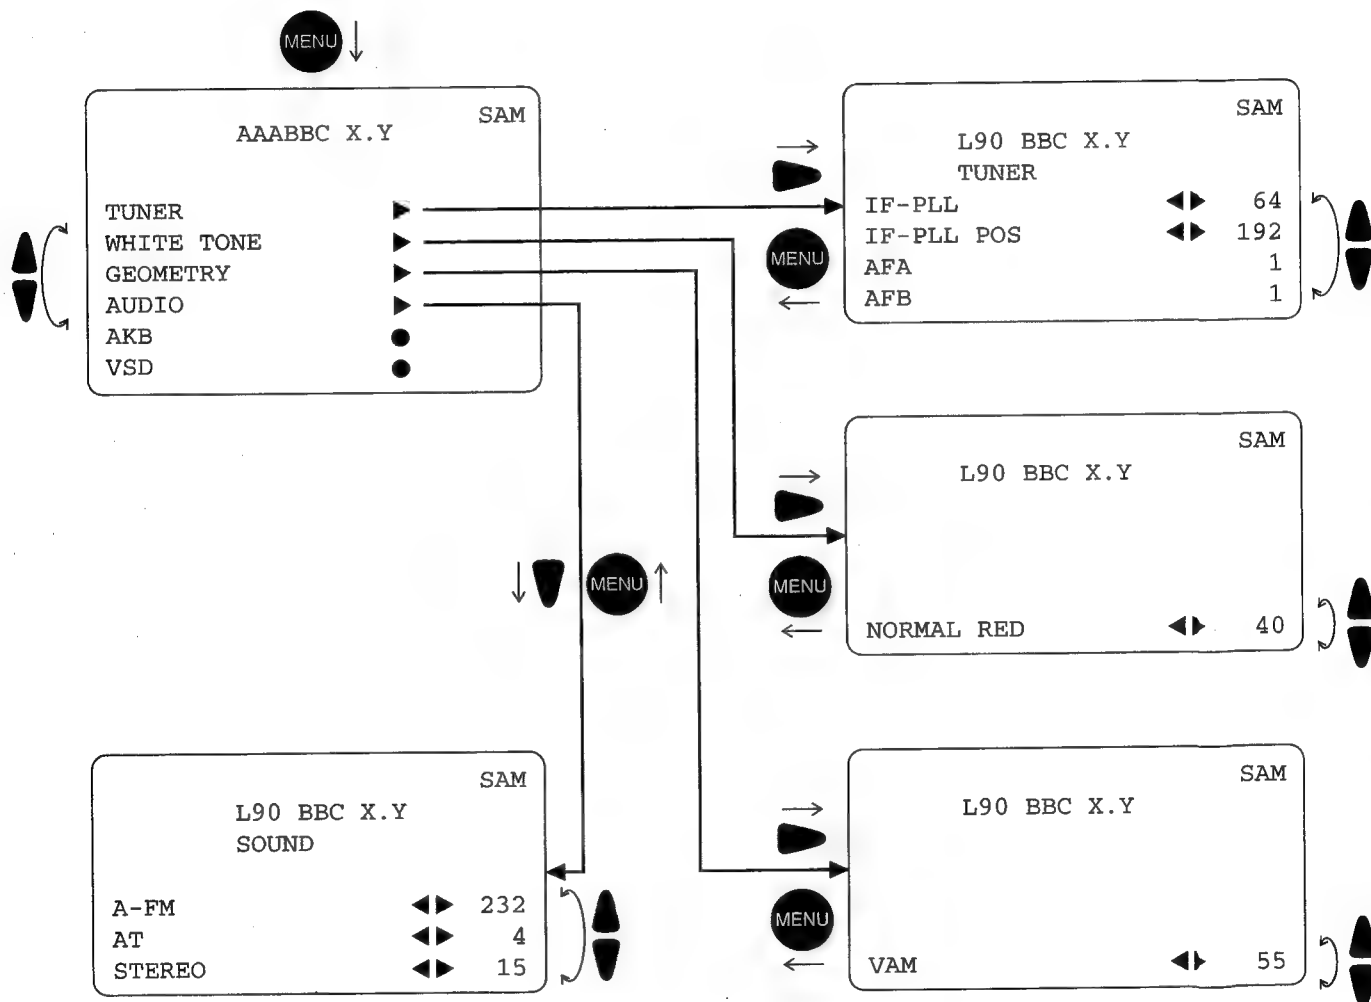 MENU
SAM
AAABBC X.Y
TUNER
WHITE TONE
GEOMETRY
AUDIO
AKB
VSD
SAM
L90 BBC X.Y
TUNER
IF-PLL 64
IF-PLL POS 192
AFA 1
AFB 1
MENU
SAM
L90 BBC X.Y
NORMAL RED 40
MENU
MENU
SAM
L90 BBC X.Y
SOUND
A-FM 232
AT 4
STEREO 15
SAM
L90 BBC X.Y
VAM 55
MENU